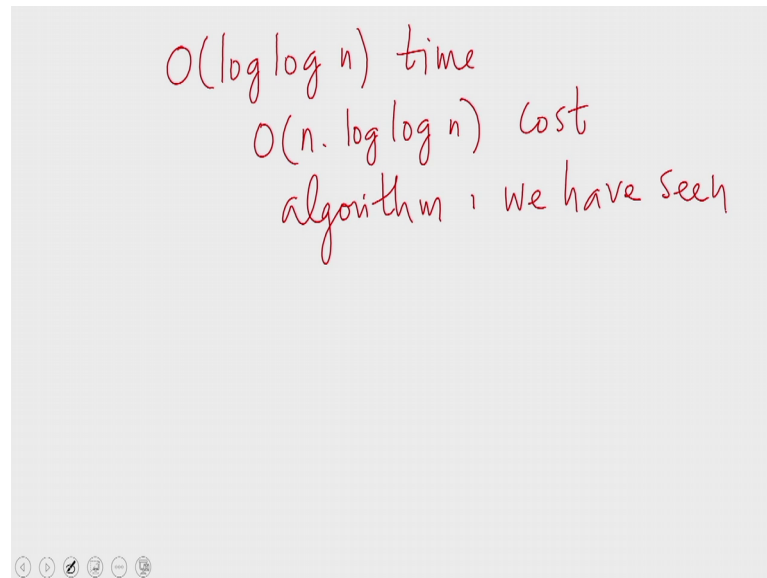 O(log log n) time
O(n. log log n) cost
algorithm, we have seen